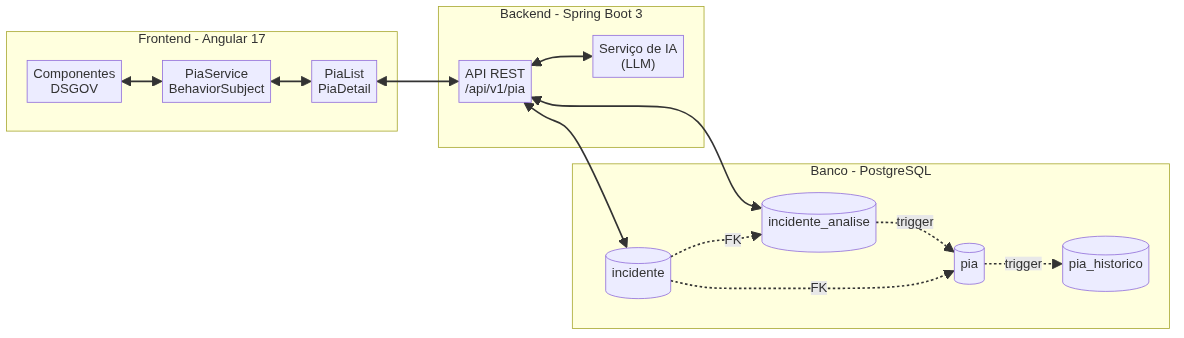 Frontend - Angular 17
Componentes
DSGOV
PiaService
BehaviorSubject
PiaList
PiaDetail
Backend - Spring Boot 3
API REST
/api/v1/pia
Serviço de IA
(LLM)
Banco - PostgreSQL
incidente
FK
FK
incidente_analise
trigger
pia
trigger
pia_historico